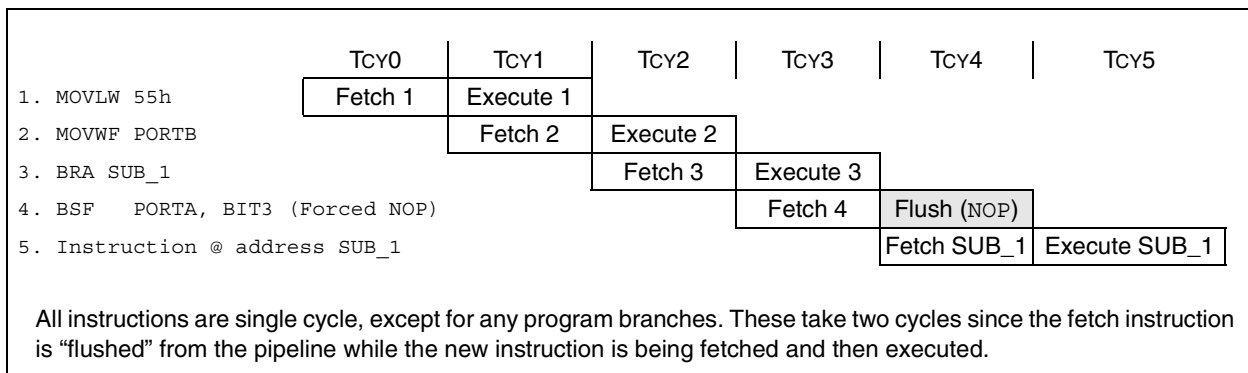 TCY0 TCY1 TCY2 TCY3 TCY4 TCY5
1. MOVLW 55h Fetch 1 Execute 1
2. MOVWF PORTB Fetch 2 Execute 2
3. BRA SUB_1 Fetch 3 Execute 3
4. BSF PORTA, BIT3 (Forced NOP) Fetch 4 Flush (NOP)
5. Instruction @ address SUB_1 Fetch SUB_1 Execute SUB_1
All instructions are single cycle, except for any program branches. These take two cycles since the fetch instruction
is “flushed” from the pipeline while the new instruction is being fetched and then executed.